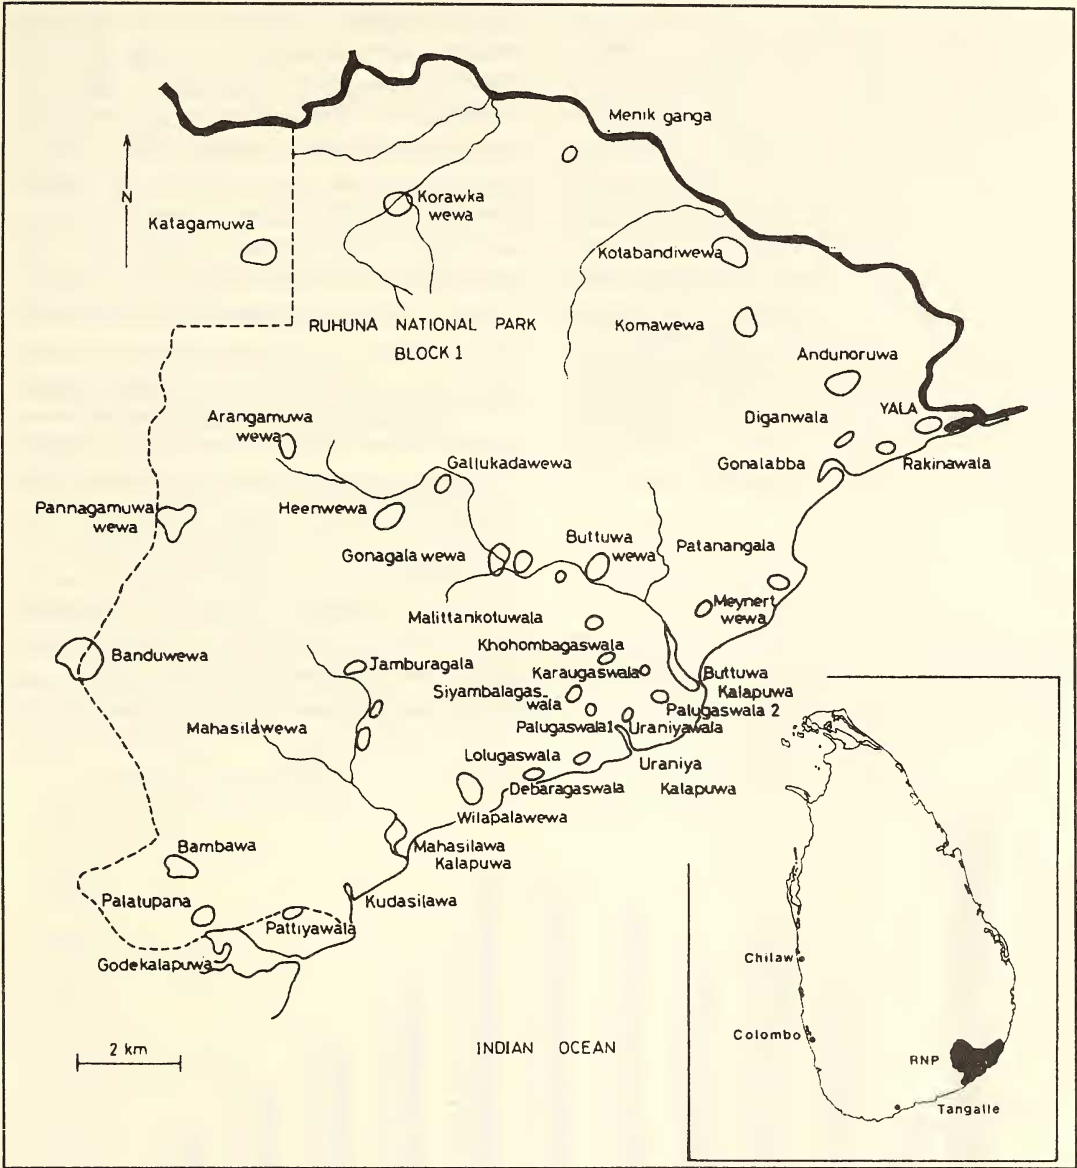 Menik ganga
N
Korawka
wewa
Katagamuwa
Kotabandiwewa
RUHUNA NATIONAL PARK
BLOCK 1
Komawewa
Andunoruwa
Arangamuwa
wewa
Diganwala
YALA
Gallukadawewa
Gonalabba
Rakinawala
Pannagamuwa
wewa
Heenwewa
Gonagala wewa
Buttuwa
wewa
Patanangala
Malittankotuwala
Meynert
wewa
Khohombagaswala
Banduwewa
Jamburagala
Karaugaswala
Buttuwa
Kalapuwa
Siyambalagas-
wala
Palugaswala 2
Mahasilawewa
Palugaswala 1
Uraniyawala
Lolugaswala
Uraniya
Kalapuwa
Debaragaswala
Wilapalawewa
Bambawa
Mahasilawa
Kalapuwa
Palatupana
Kudasilawa
Pattiyawala
Godekalapuwa
2 km
INDIAN OCEAN
Chilaw
Colombo
RNP
Tangalle